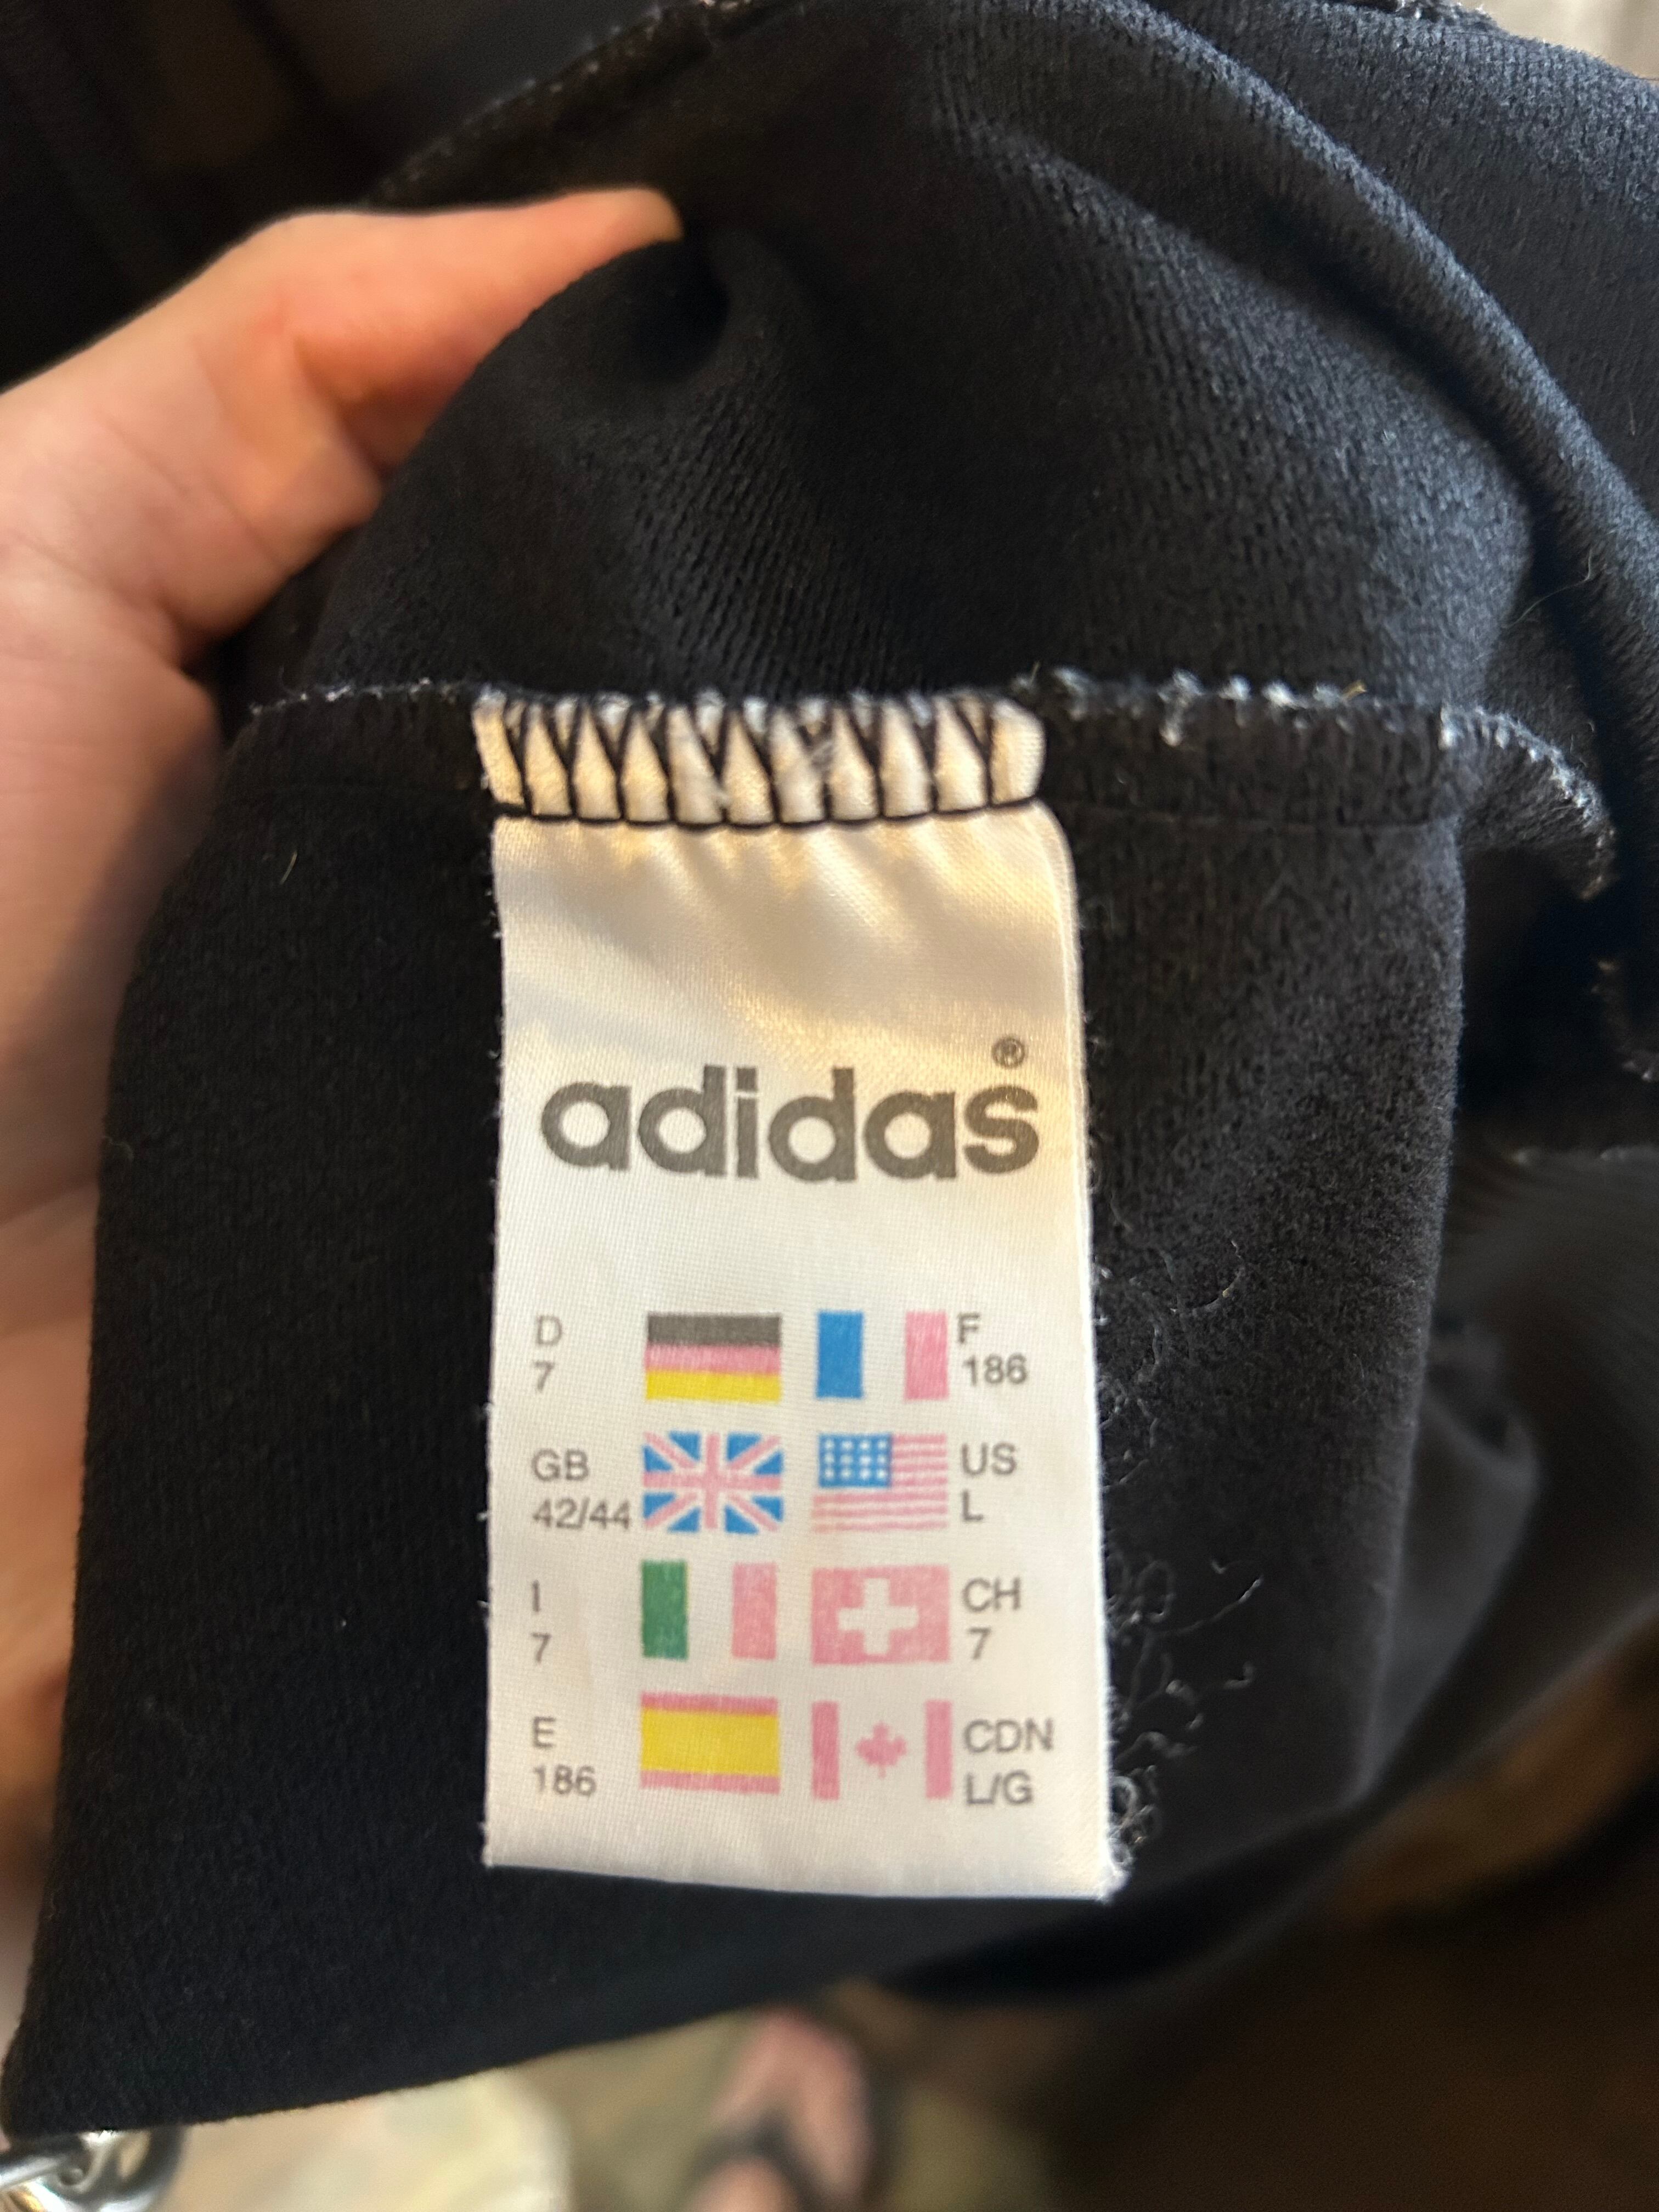 adidas®
D
7
F
186
GB
42/44
US
L
I
7
CH
7
E
186
CDN
L/G